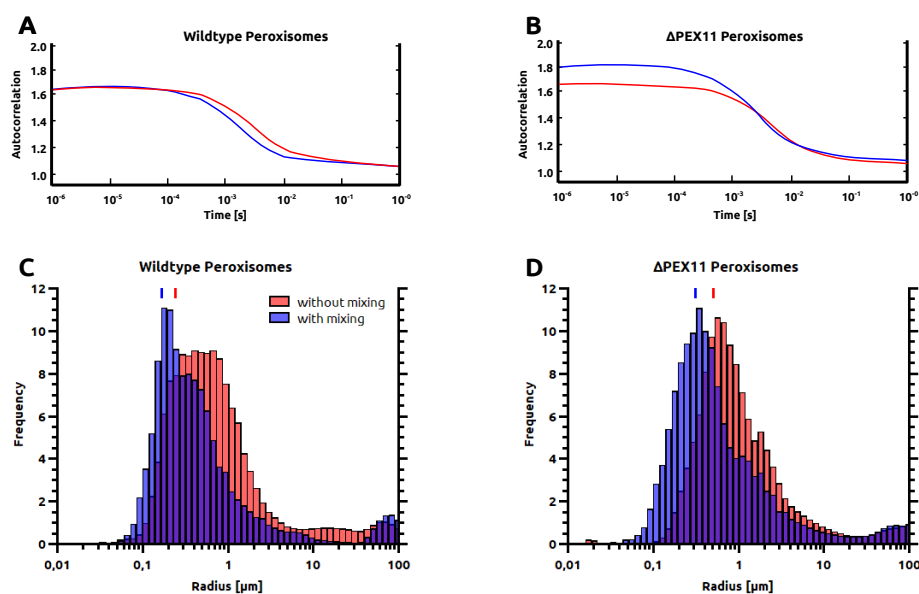 A
Wildtype Peroxisomes
Autocorrelation
2.0
1.8
1.6
1.4
1.2
1.0
10⁻⁶ 10⁻⁵ 10⁻⁴ 10⁻³ 10⁻² 10⁻¹ 10⁻⁰
Time [s]
B
ΔPEX11 Peroxisomes
Autocorrelation
2.0
1.8
1.6
1.4
1.2
1.0
10⁻⁶ 10⁻⁵ 10⁻⁴ 10⁻³ 10⁻² 10⁻¹ 10⁻⁰
Time [s]
C
Wildtype Peroxisomes
Frequency
12
10
8
6
4
2
0
without mixing
with mixing
0,01 0,1 1 10 100
Radius [µm]
D
ΔPEX11 Peroxisomes
Frequency
12
10
8
6
4
2
0
0,01 0,1 1 10 100
Radius [µm]